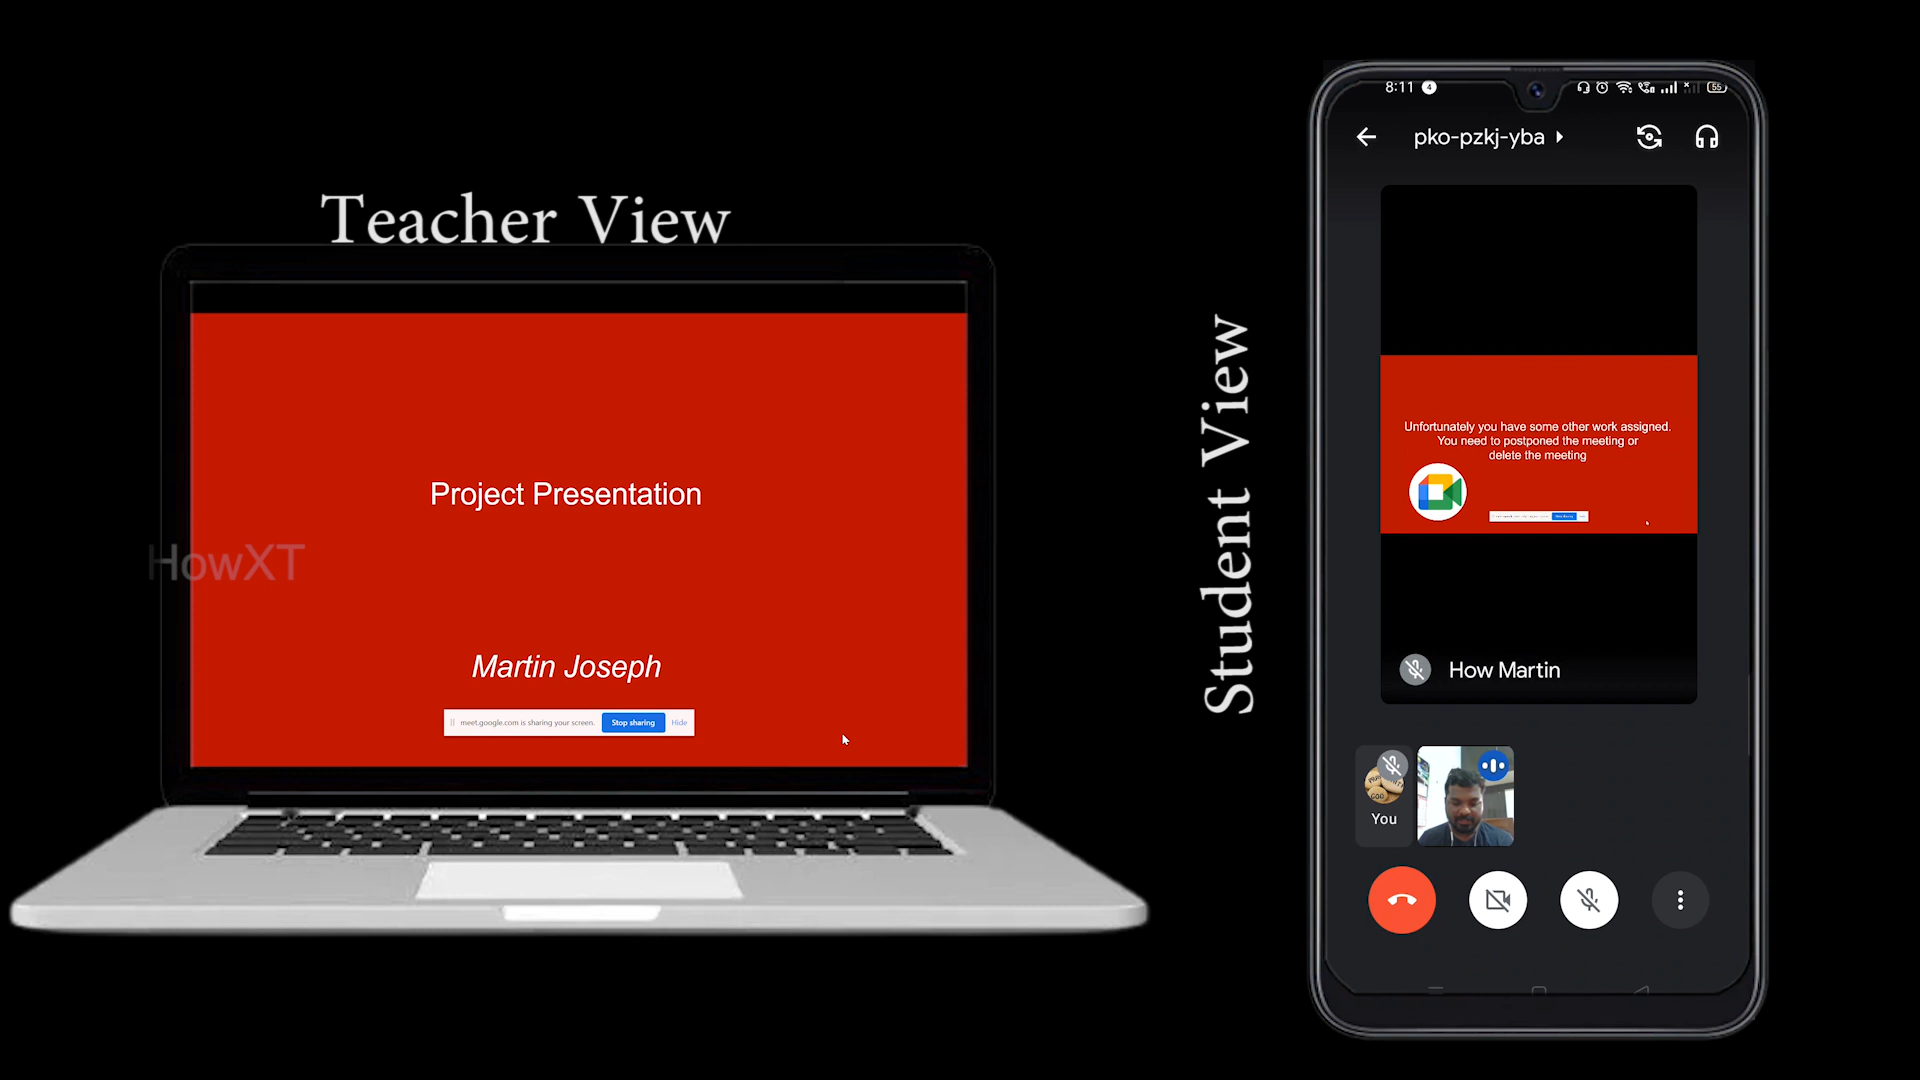 Teacher View
Project Presentation
HowXT
Martin Joseph
meet.google.com is sharing your screen.
Stop sharing
Hide
Student View
8:11
4
55
pko-pzkj-yba
Unfortunately you have some other work assigned.
You need to postponed the meeting or
delete the meeting
How Martin
You